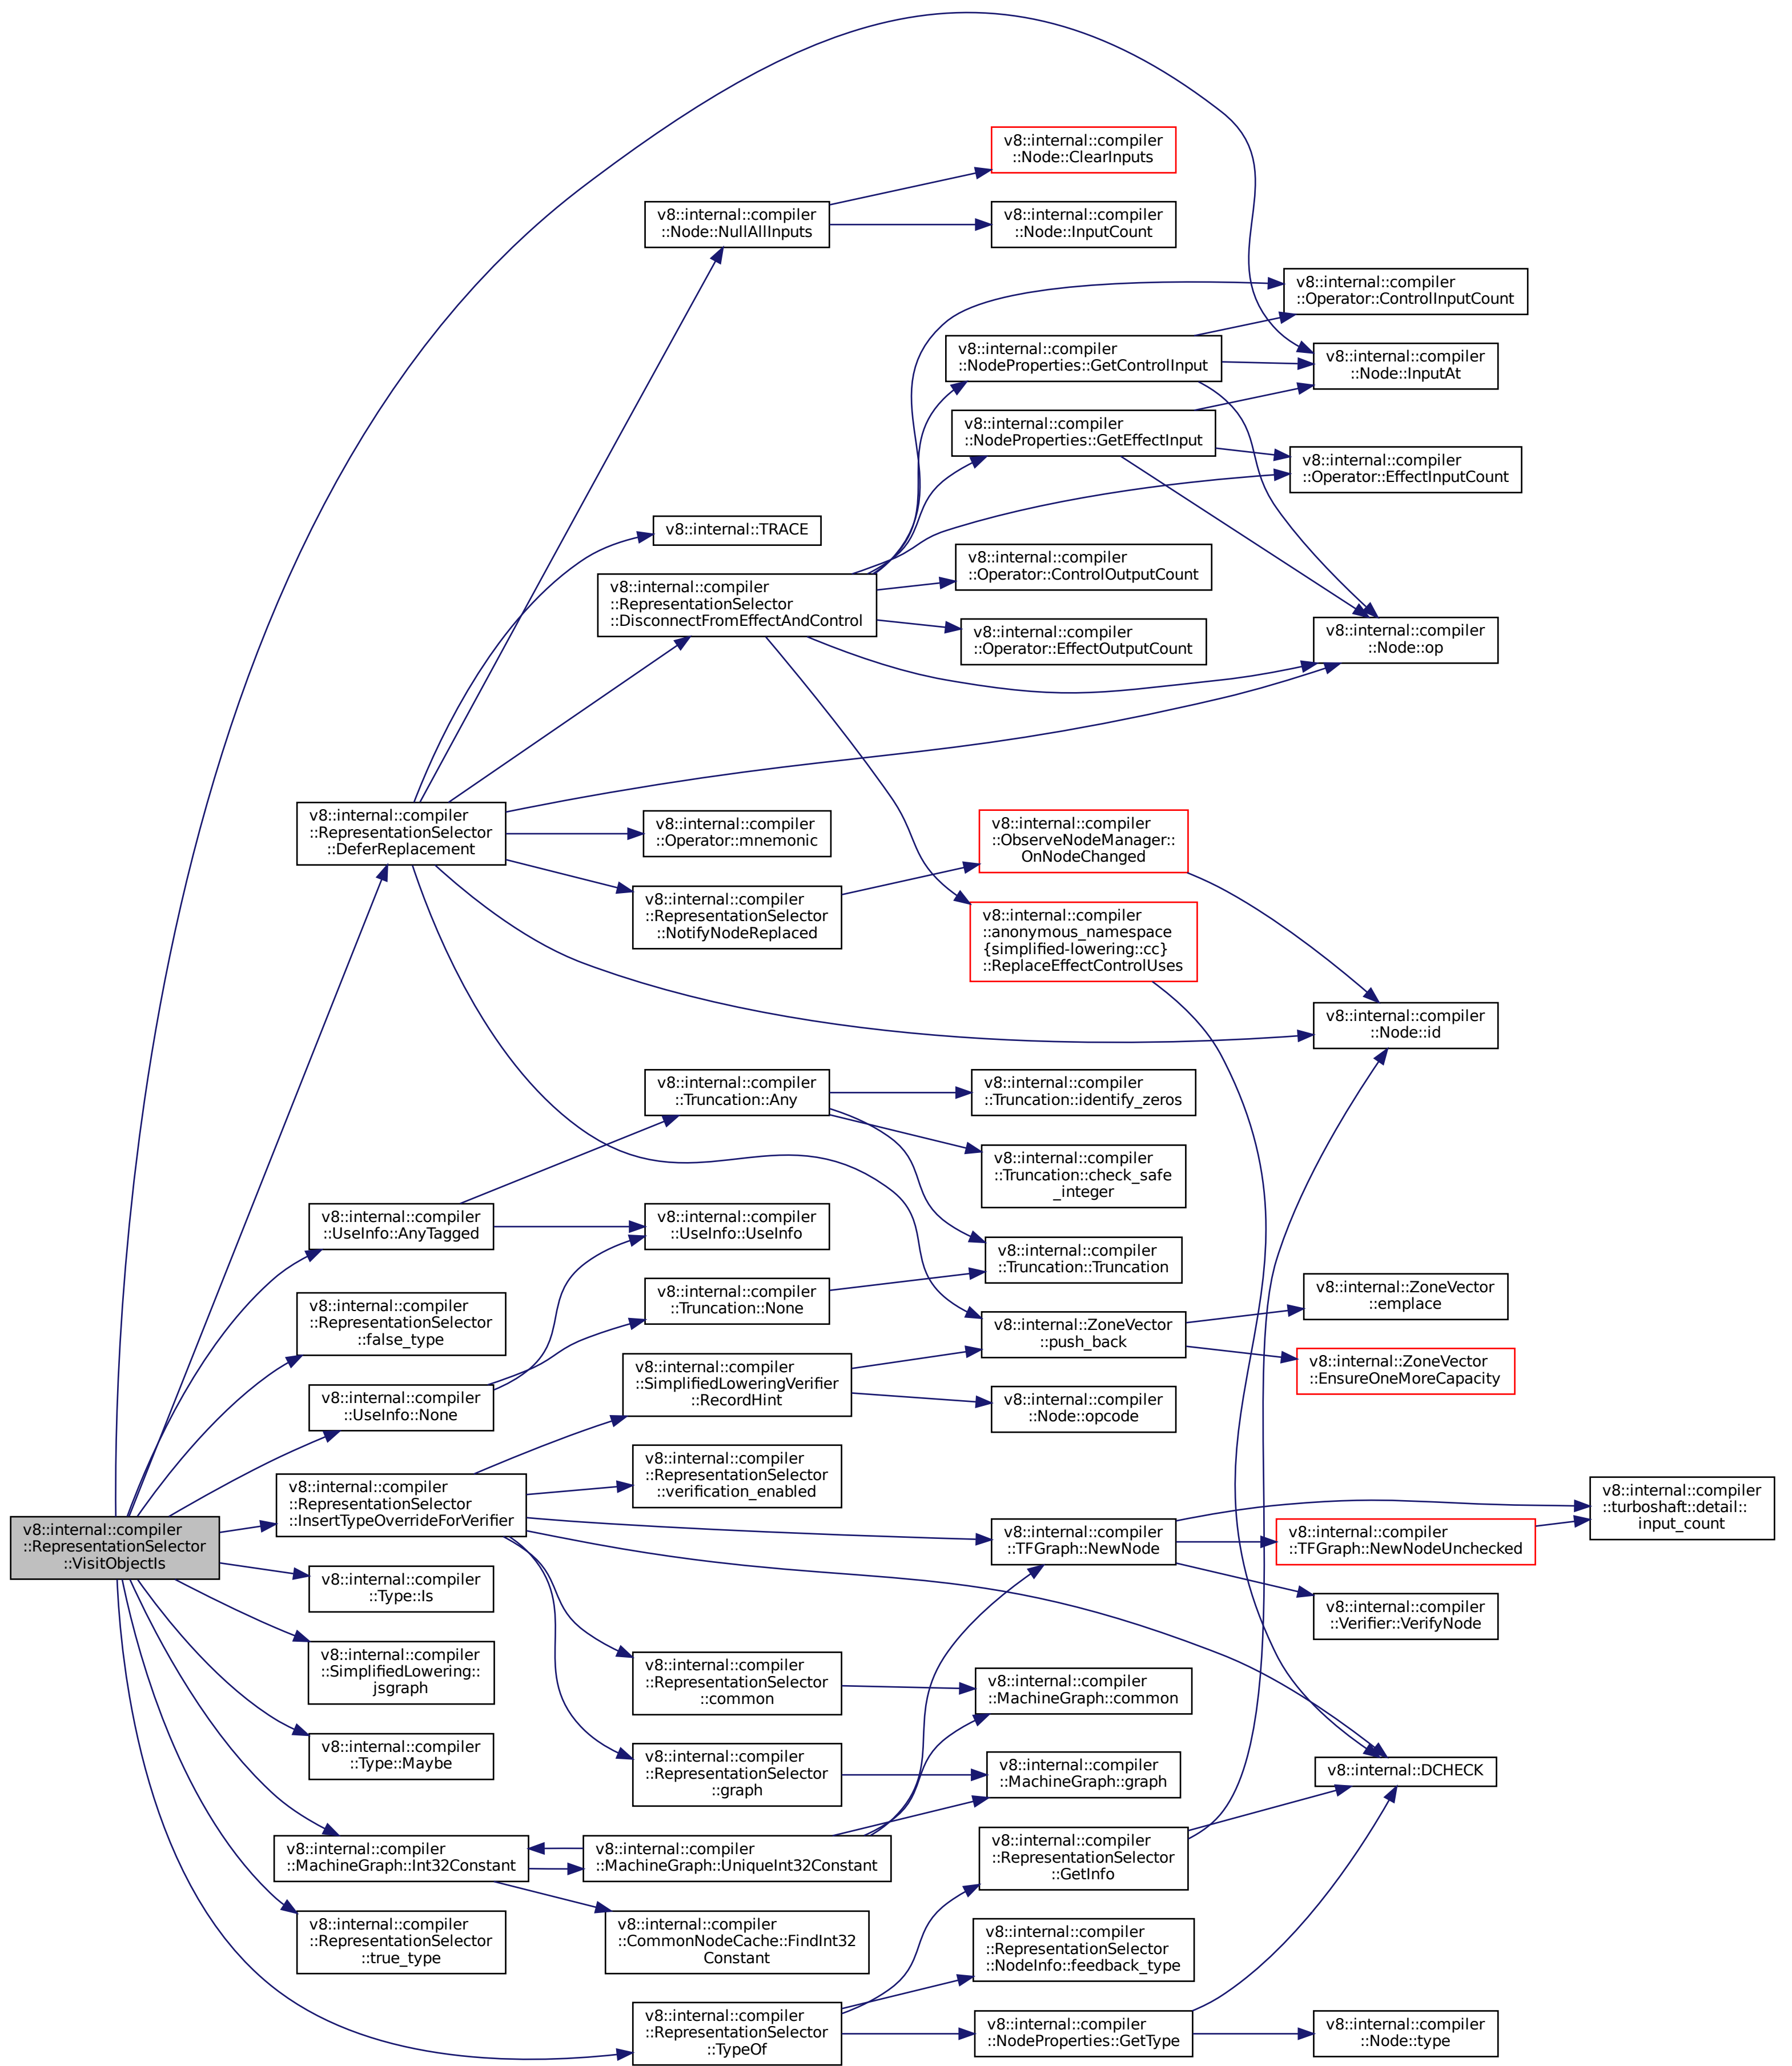 v8::internal::compiler
::Node::ClearInputs
v8::internal::compiler
::Node::NullAllInputs
v8::internal::compiler
::Node::InputCount
v8::internal::compiler
::Operator::ControlInputCount
v8::internal::compiler
::NodeProperties::GetControlInput
v8::internal::compiler
::Node::InputAt
v8::internal::compiler
::NodeProperties::GetEffectInput
v8::internal::compiler
::Operator::EffectInputCount
v8::internal::TRACE
v8::internal::compiler
::Operator::ControlOutputCount
v8::internal::compiler
::RepresentationSelector
::DisconnectFromEffectAndControl
v8::internal::compiler
::Operator::EffectOutputCount
v8::internal::compiler
::Node::op
v8::internal::compiler
::RepresentationSelector
::DeferReplacement
v8::internal::compiler
::Operator::mnemonic
v8::internal::compiler
::ObserveNodeManager::
OnNodeChanged
v8::internal::compiler
::RepresentationSelector
::NotifyNodeReplaced
v8::internal::compiler
::anonymous_namespace
{simplified-lowering::cc}
::ReplaceEffectControlUses
v8::internal::compiler
::Node::id
v8::internal::compiler
::Truncation::Any
v8::internal::compiler
::Truncation::identify_zeros
v8::internal::compiler
::Truncation::check_safe
_integer
v8::internal::compiler
::UseInfo::AnyTagged
v8::internal::compiler
::UseInfo::UseInfo
v8::internal::compiler
::Truncation::Truncation
v8::internal::compiler
::RepresentationSelector
::false_type
v8::internal::compiler
::Truncation::None
v8::internal::ZoneVector
::push_back
v8::internal::ZoneVector
::emplace
v8::internal::ZoneVector
::EnsureOneMoreCapacity
v8::internal::compiler
::UseInfo::None
v8::internal::compiler
::SimplifiedLoweringVerifier
::RecordHint
v8::internal::compiler
::Node::opcode
v8::internal::compiler
::RepresentationSelector
::verification_enabled
v8::internal::compiler
::RepresentationSelector
::InsertTypeOverrideForVerifier
v8::internal::compiler
::turboshaft::detail::
input_count
v8::internal::compiler
::RepresentationSelector
::VisitObjectIs
v8::internal::compiler
::TFGraph::NewNode
v8::internal::compiler
::TFGraph::NewNodeUnchecked
v8::internal::compiler
::Type::Is
v8::internal::compiler
::Verifier::VerifyNode
v8::internal::compiler
::SimplifiedLowering::
jsgraph
v8::internal::compiler
::RepresentationSelector
::common
v8::internal::compiler
::MachineGraph::common
v8::internal::compiler
::Type::Maybe
v8::internal::compiler
::RepresentationSelector
::graph
v8::internal::compiler
::MachineGraph::graph
v8::internal::DCHECK
v8::internal::compiler
::MachineGraph::Int32Constant
v8::internal::compiler
::MachineGraph::UniqueInt32Constant
v8::internal::compiler
::RepresentationSelector
::GetInfo
v8::internal::compiler
::RepresentationSelector
::true_type
v8::internal::compiler
::CommonNodeCache::FindInt32
Constant
v8::internal::compiler
::RepresentationSelector
::NodeInfo::feedback_type
v8::internal::compiler
::RepresentationSelector
::TypeOf
v8::internal::compiler
::NodeProperties::GetType
v8::internal::compiler
::Node::type